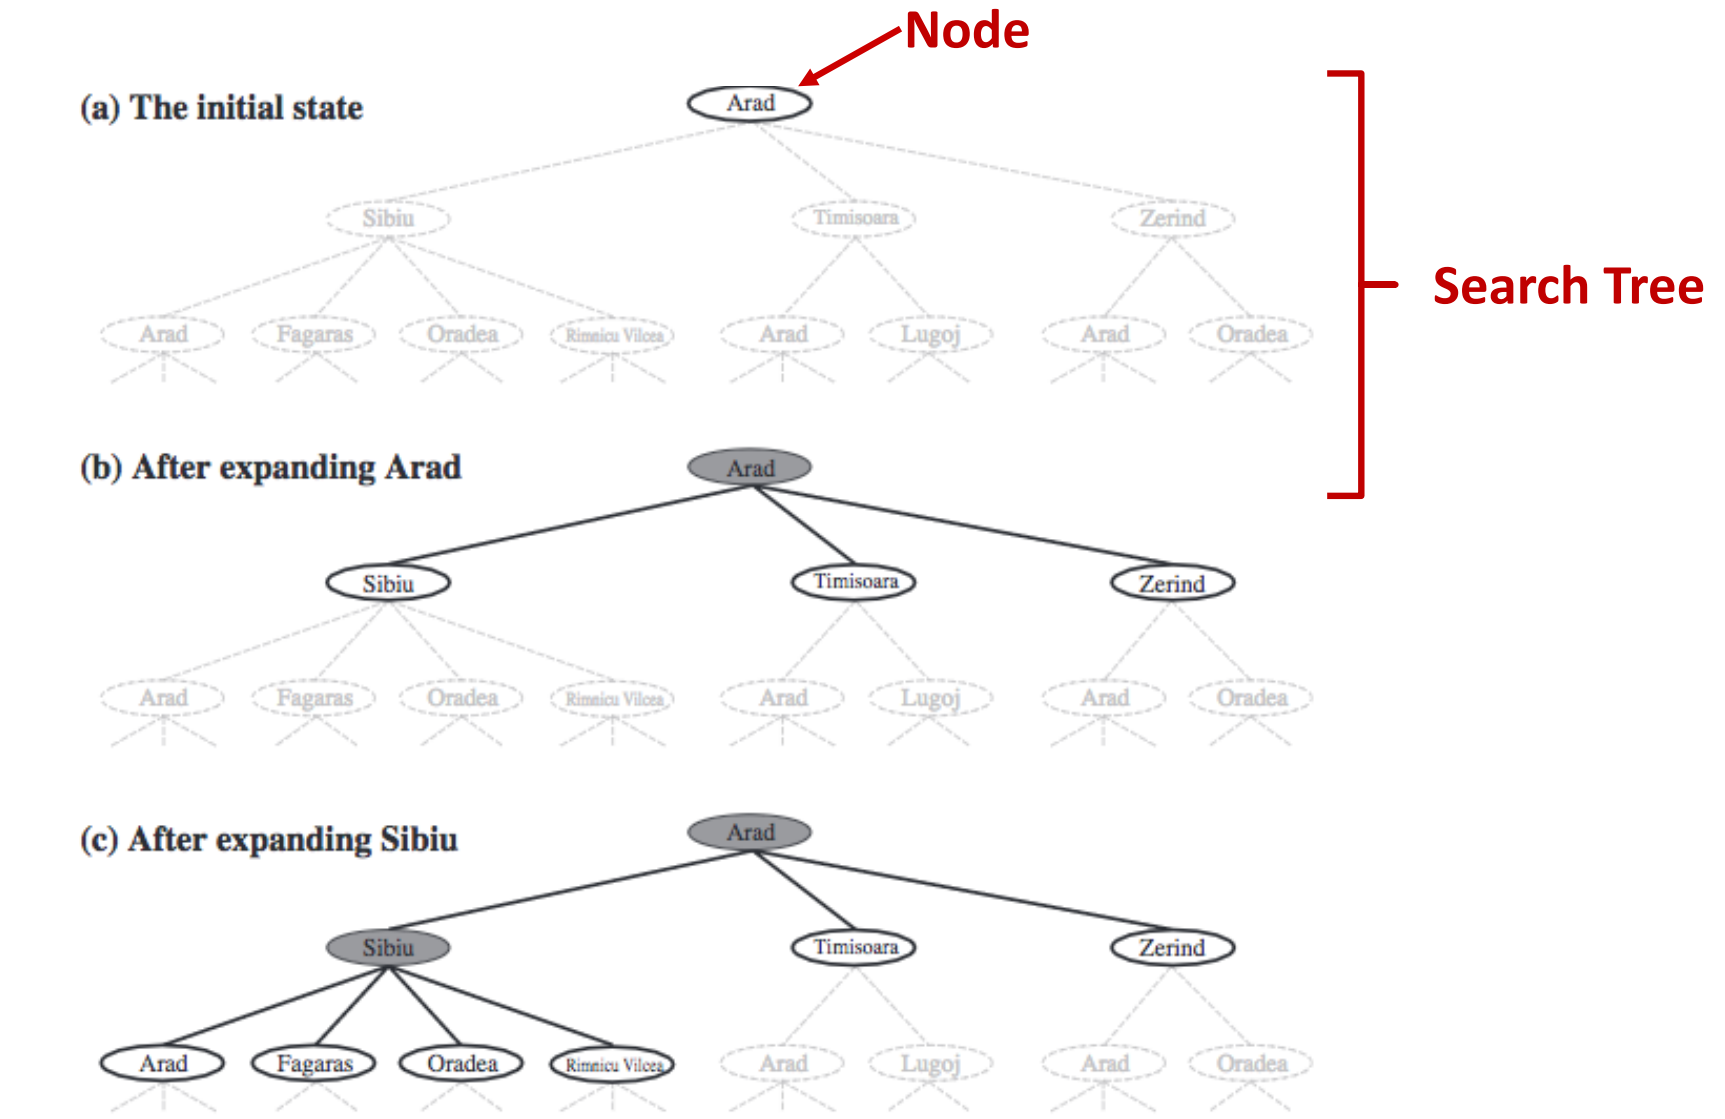 Node
(a) The initial state
Arad
Sibiu Timisoara Zerind
Search Tree
Arad Fagaras Oradea Rimnicu Vilcea Arad Lugoj Arad Oradea
(b) After expanding Arad
Arad
Sibiu Timisoara Zerind
Arad Fagaras Oradea Rimnicu Vilcea Arad Lugoj Arad Oradea
(c) After expanding Sibiu
Arad
Sibiu Timisoara Zerind
Arad Fagaras Oradea Rimnicu Vilcea Arad Lugoj Arad Oradea